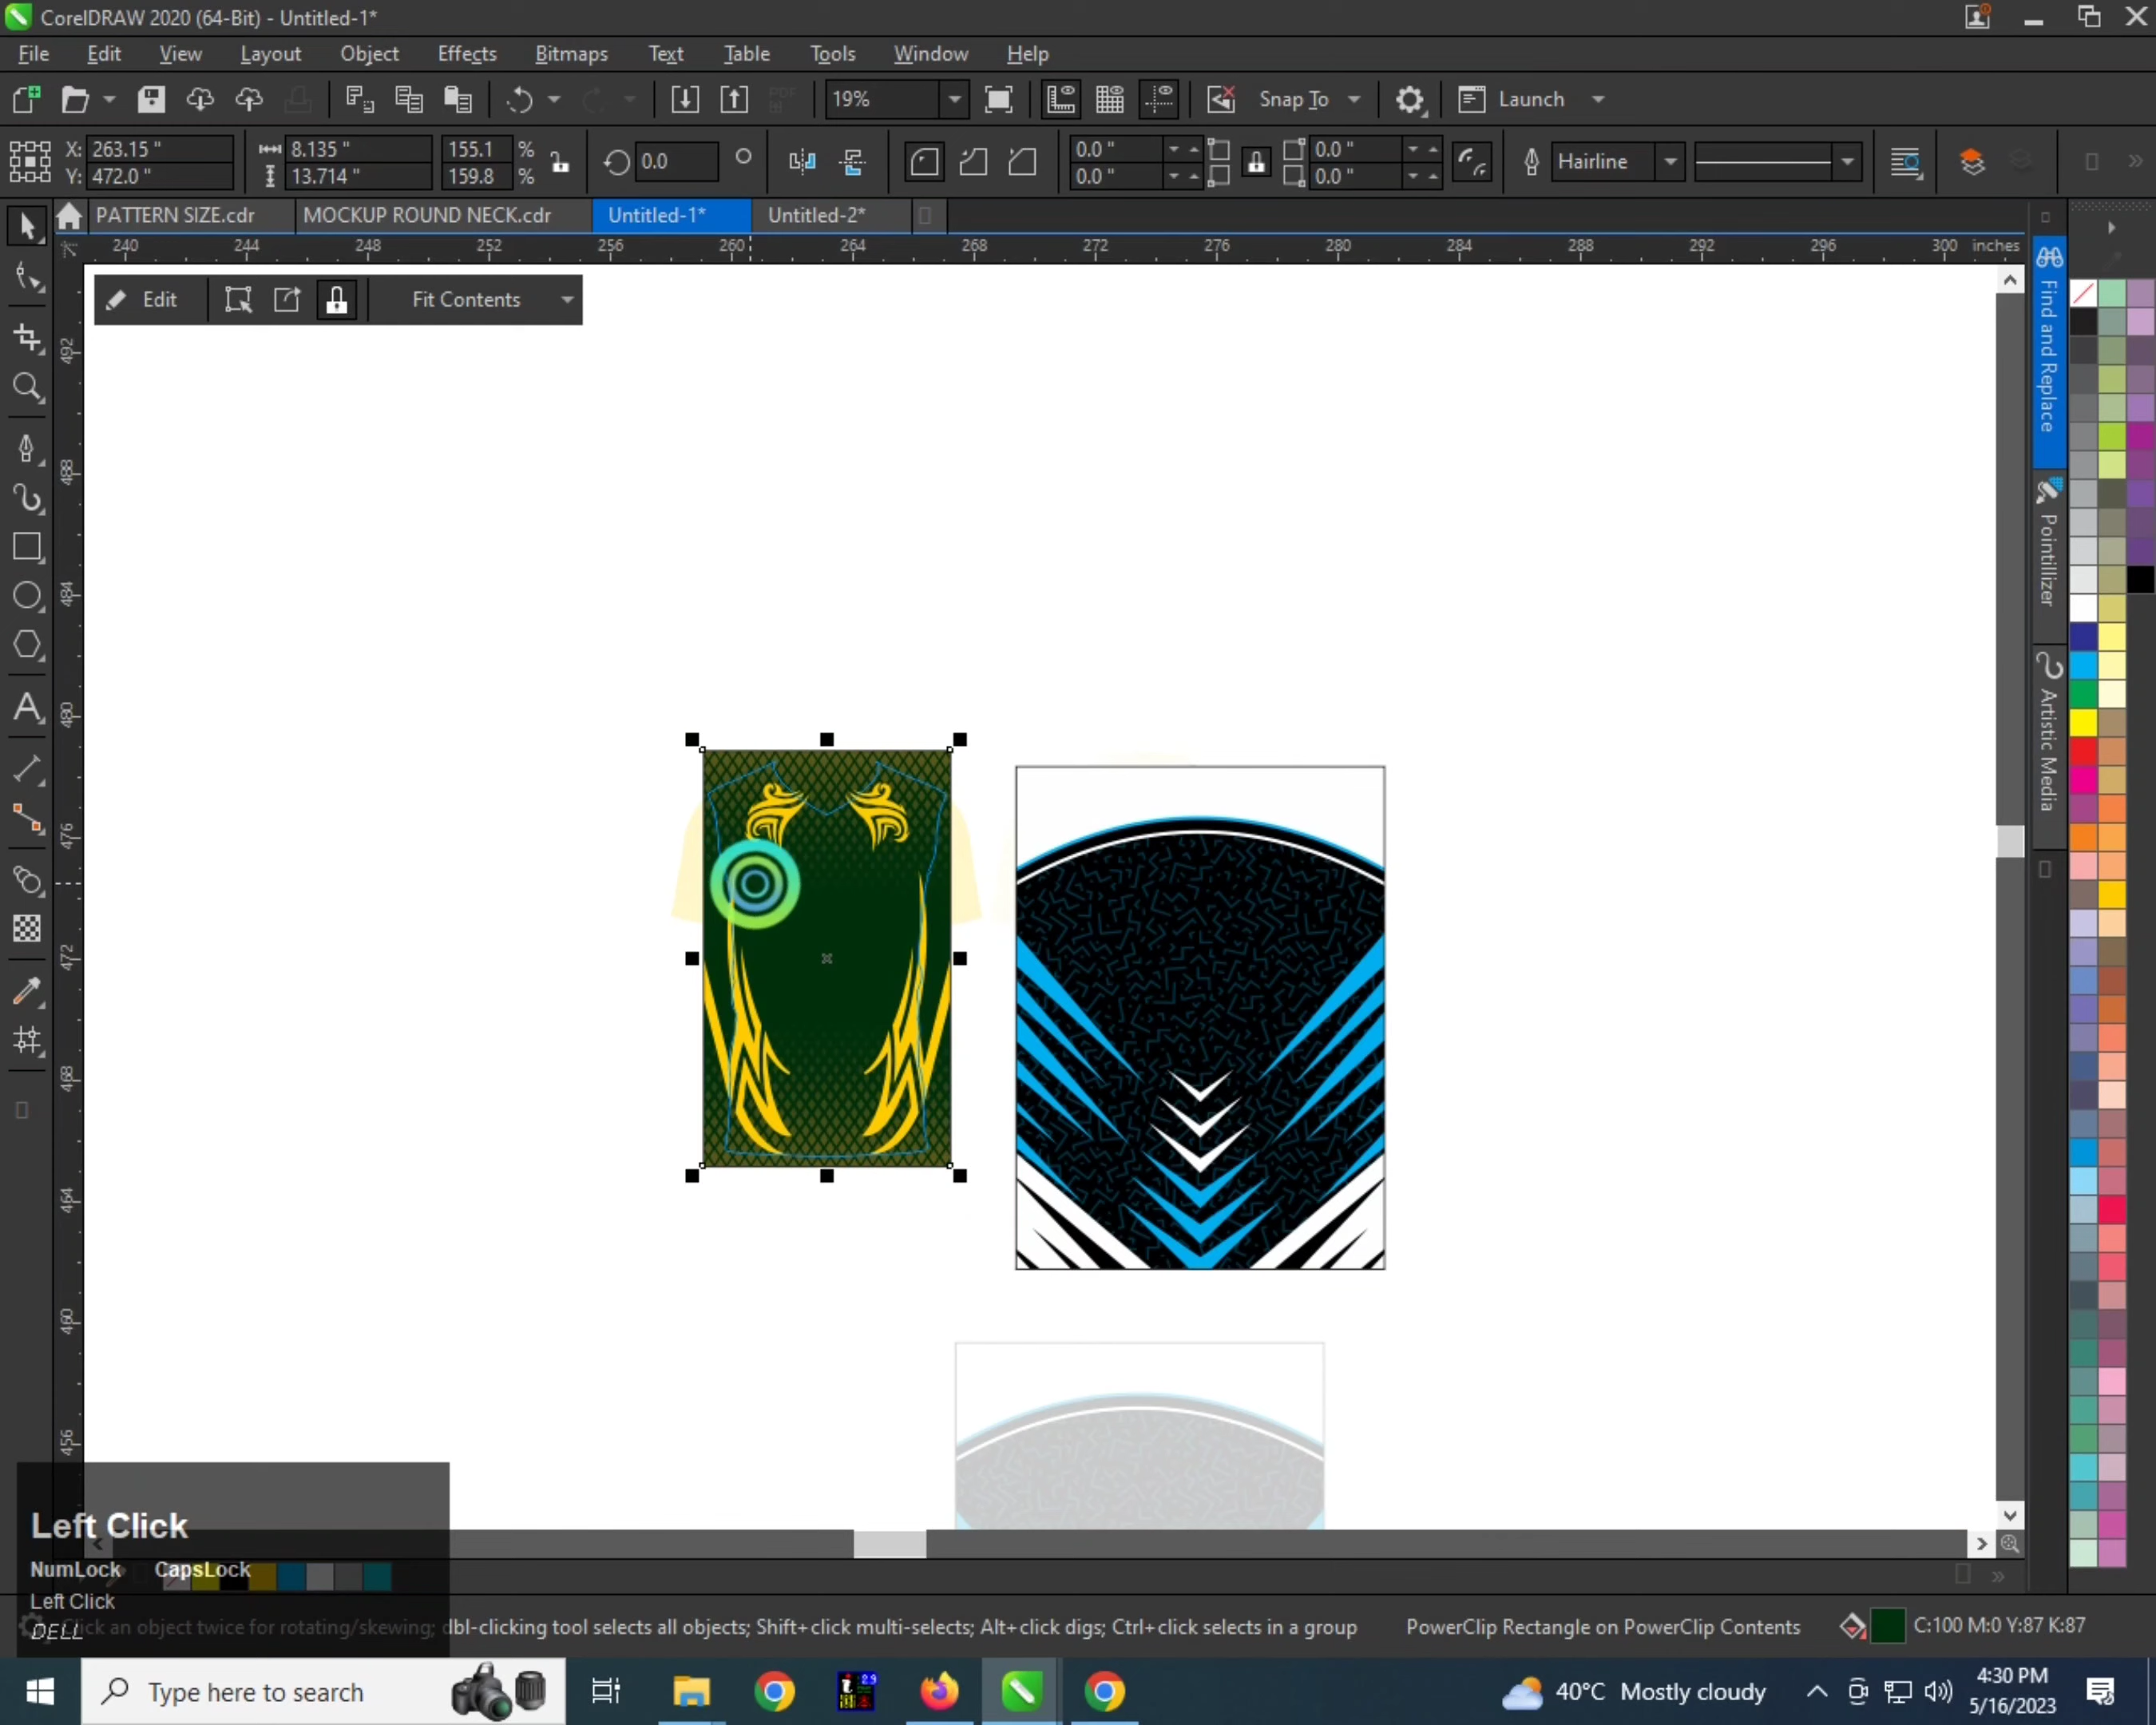 CorelDRAW 2020 (64-Bit) - Untitled-1*
File Edit View Layout Object Effects Bitmaps Text Table Tools Window Help
19% Snap To Launch
X: 263.15 " 8.135 " 155.1 % 0.0 0.0 " 0.0 " Hairline
Y: 472.0 " 13.714 " 159.8 % 0.0 " 0.0 "
PATTERN SIZE.cdr MOCKUP ROUND NECK.cdr Untitled-1* Untitled-2*
240 244 248 252 256 260 264 268 272 276 280 284 288 292 296 300 inches
Edit Fit Contents
492
488
484
480
476
472
468
464
460
456
Find and Replace
Pointillizer
Artistic Media
Left Click
NumLock CapsLock
Left Click
DELL
Click an object twice for rotating/skewing; dbl-clicking tool selects all objects; Shift+click multi-selects; Alt+click digs; Ctrl+click selects in a group PowerClip Rectangle on PowerClip Contents C:100 M:0 Y:87 K:87
Type here to search 40°C Mostly cloudy 4:30 PM
5/16/2023